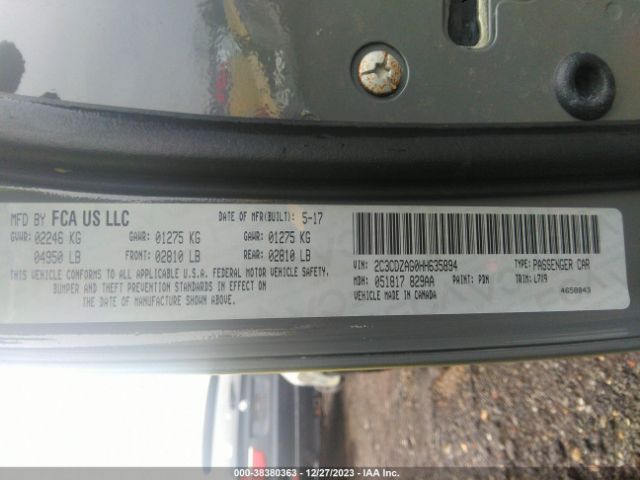 MFD BY FCA US LLC DATE OF MFR(BUILT): 5-17
GVWR: 02246 KG GAWR: 01275 KG GAWR: 01275 KG
04950 LB FRONT: 02810 LB REAR: 02810 LB
THIS VEHICLE CONFORMS TO ALL APPLICABLE U.S.A. FEDERAL MOTOR VEHICLE SAFETY,
BUMPER AND THEFT PREVENTION STANDARDS IN EFFECT ON
THE DATE OF MANUFACTURE SHOWN ABOVE.
VIN: 2C3CDZAG0HH635894 TYPE: PASSENGER CAR
MDH: 051817 829AA PAINT: PDN TRIM: L7X9
VEHICLE MADE IN CANADA 4658843
000-38380363 - 12/27/2023 - IAA Inc.